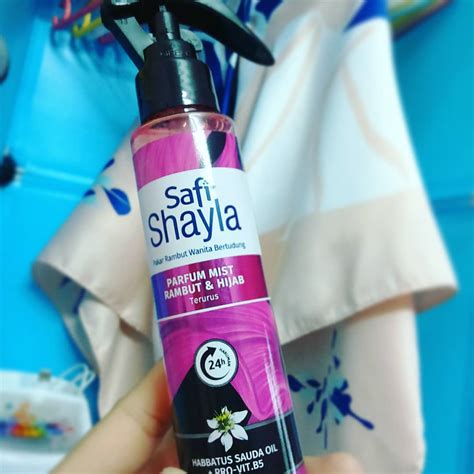 Safi
Shayla
Pakar Rambut Wanita Bertudung
PARFUM MIST
RAMBUT & HIJAB
Terurus
24h
HABBATUS SAUDA OIL
+ PRO-VIT.B5